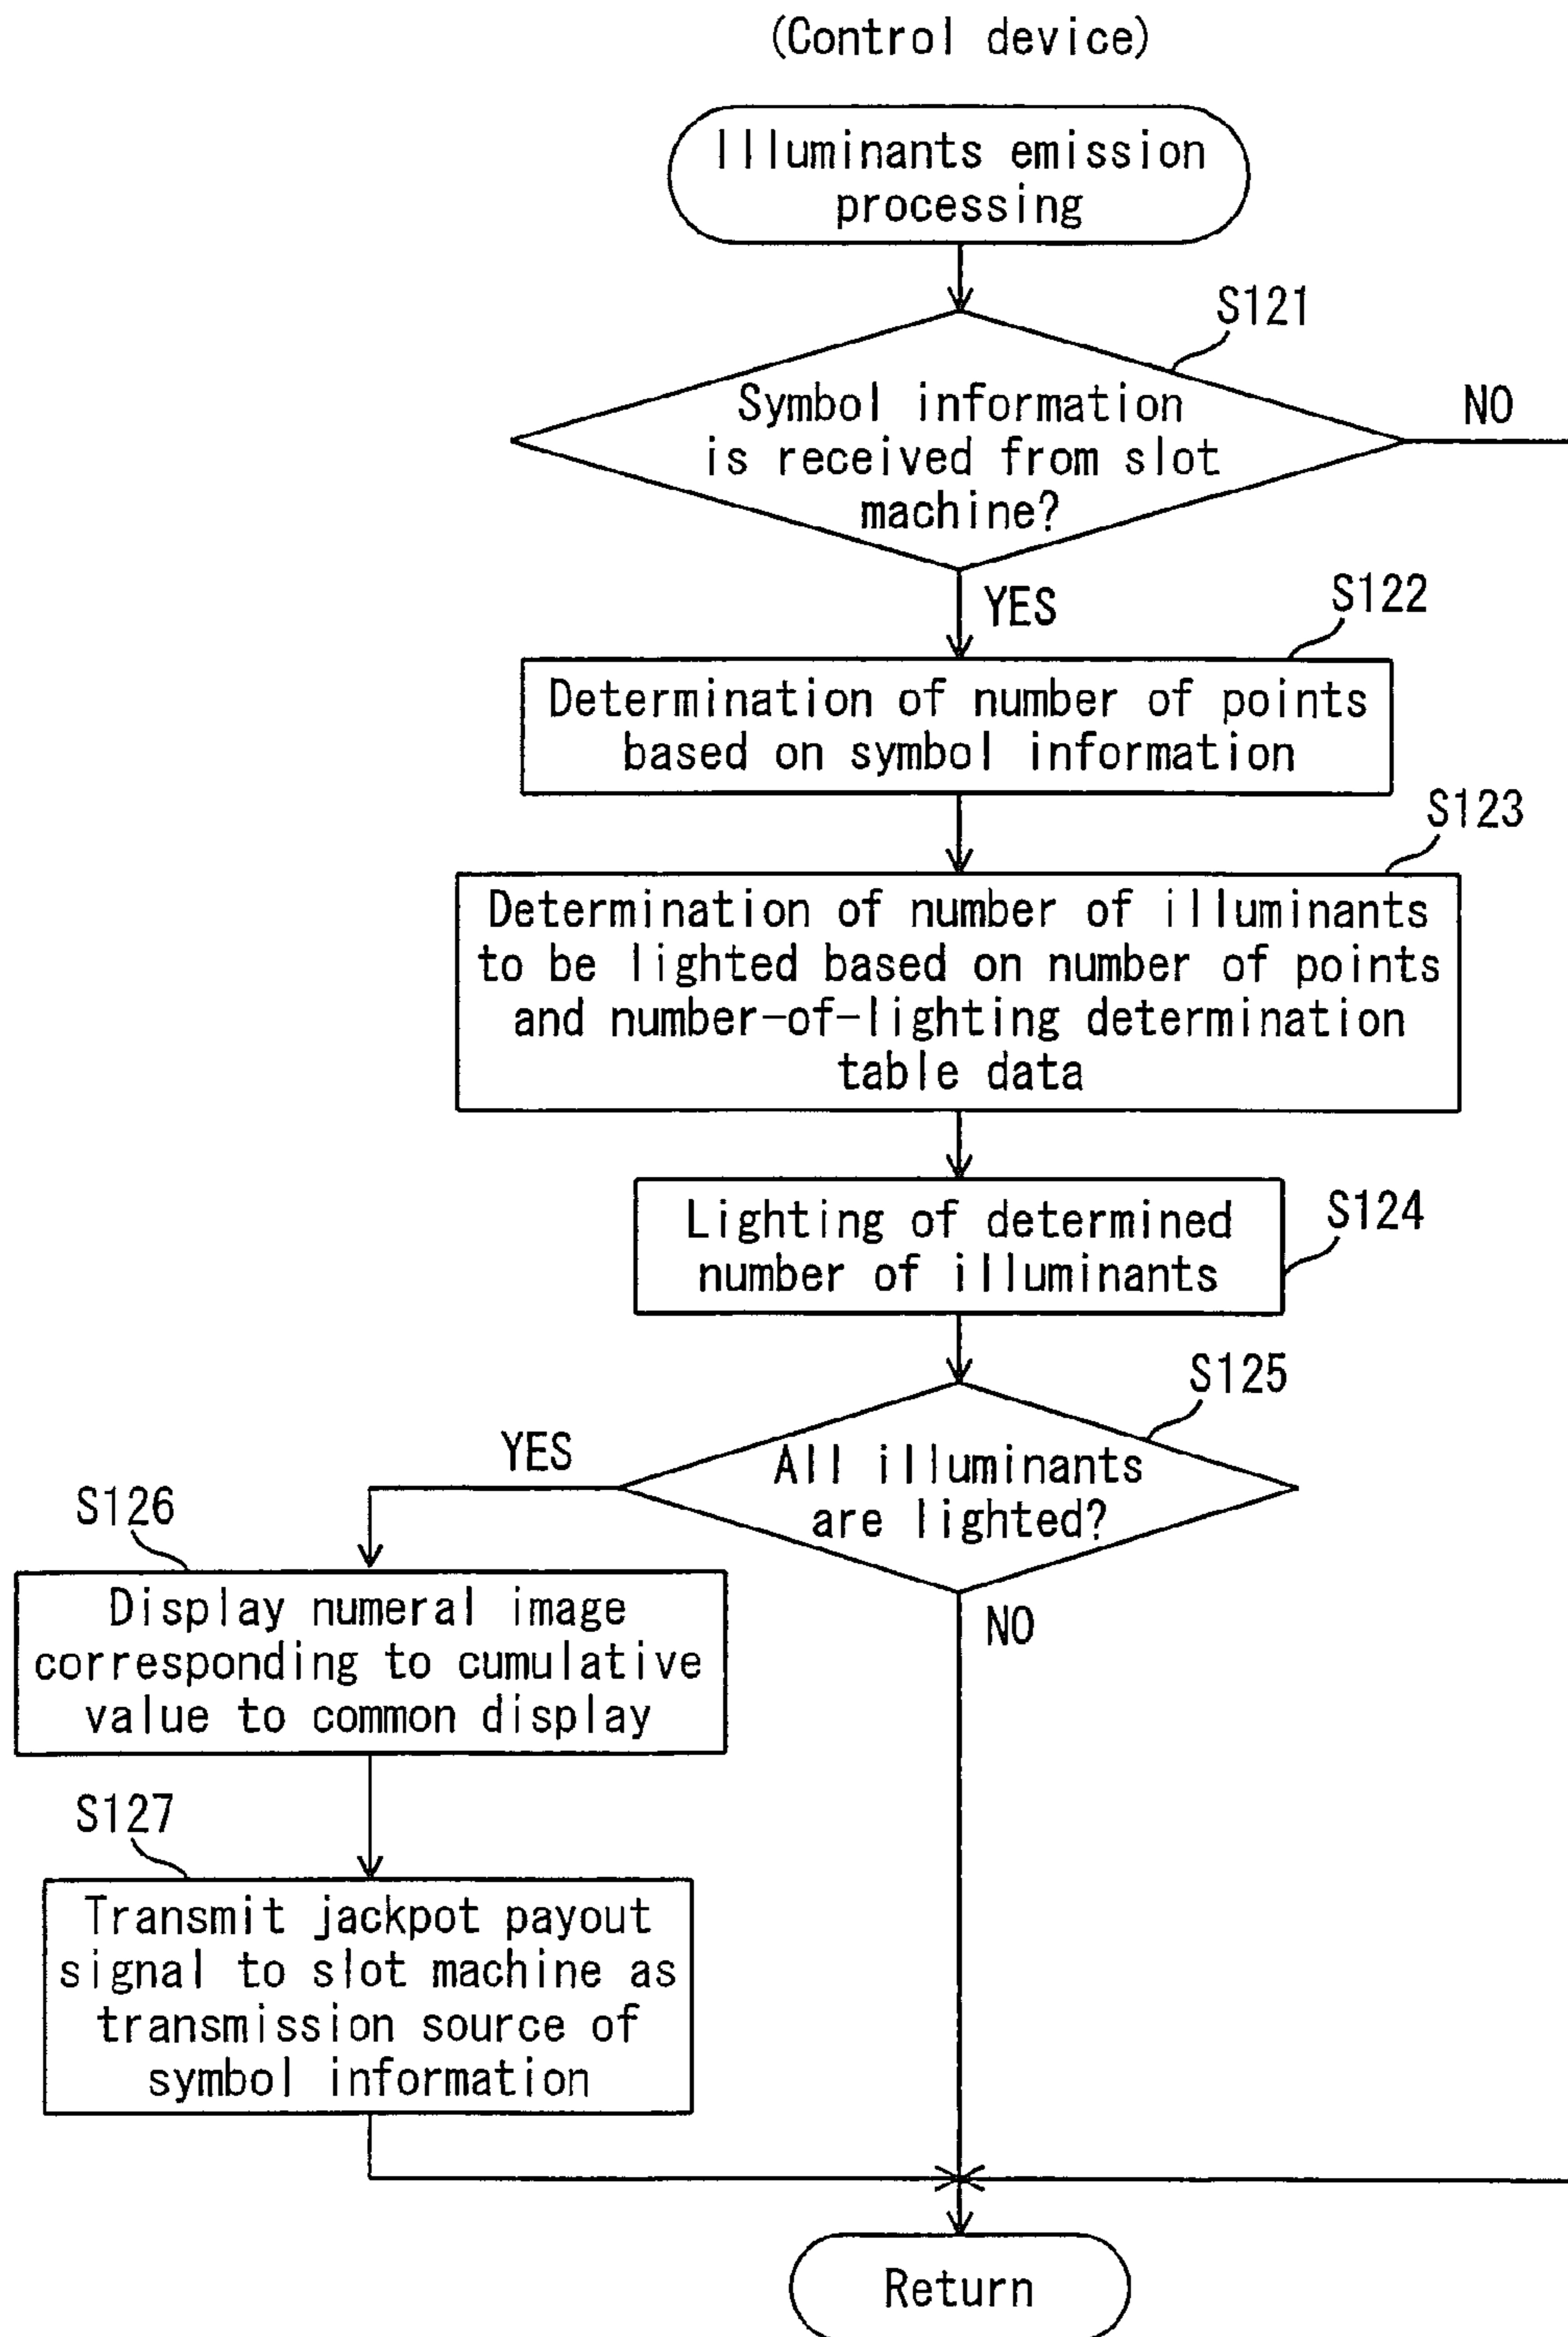 (Control device)
Illuminants emission
processing
S121
Symbol information
is received from slot
machine?
NO
YES
S122
Determination of number of points
based on symbol information
S123
Determination of number of illuminants
to be lighted based on number of points
and number-of-lighting determination
table data
S124
Lighting of determined
number of illuminants
S125
All illuminants
are lighted?
YES
NO
S126
Display numeral image
corresponding to cumulative
value to common display
S127
Transmit jackpot payout
signal to slot machine as
transmission source of
symbol information
Return